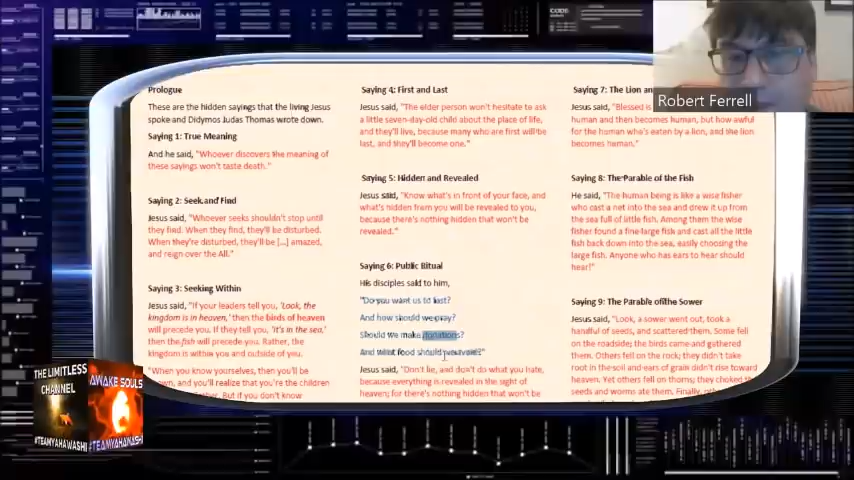 CODE
Robert Ferrell
Prologue
These are the hidden sayings that the living Jesus
spoke and Didymos Judas Thomas wrote down.
Saying 1: True Meaning
And he said, "Whoever discovers the meaning of
these sayings won't taste death."
Saying 2: Seek and Find
Jesus said, "Whoever seeks shouldn't stop until
they find. When they find, they'll be disturbed.
When they're disturbed, they'll be […] amazed,
and reign over the All."
Saying 3: Seeking Within
Jesus said, "If your leaders tell you, 'Look, the
kingdom is in heaven,' then the birds of heaven
will precede you. If they tell you, 'It's in the sea,'
then the fish will precede you. Rather, the
kingdom is within you and outside of you.
"When you know yourselves, then you'll be
and you'll realize that you're the children
But if you don't know
Saying 4: First and Last
Jesus said, "The elder person won't hesitate to ask
a little seven-day-old child about the place of life,
and they'll live, because many who are first will be
last, and they'll become one."
Saying 5: Hidden and Revealed
Jesus said, "Know what's in front of your face, and
what's hidden from you will be revealed to you,
because there's nothing hidden that won't be
revealed."
Saying 6: Public Ritual
His disciples said to him,
"Do you want us to fast?
And how should we pray?
Should we make donations?
And what food should we avoid?"
Jesus said, "Don't lie, and don't do what you hate,
because everything is revealed in the sight of
heaven; for there's nothing hidden that won't be
Saying 7: The Lion an
Jesus said, "Blessed is
human and then becomes human, but how awful
for the human who's eaten by a lion, and the lion
becomes human."
Saying 8: The Parable of the Fish
He said, "The human being is like a wise fisher
who cast a net into the sea and drew it up from
the sea full of little fish. Among them the wise
fisher found a fine large fish and cast all the little
fish back down into the sea, easily choosing the
large fish. Anyone who has ears to hear should
hear!"
Saying 9: The Parable of the Sower
Jesus said, "Look, a sower went out, took a
handful of seeds, and scattered them. Some fell
on the roadside; the birds came and gathered
them. Others fell on the rock; they didn't take
root in the soil and ears of grain didn't rise toward
heaven. Yet others fell on thorns; they choked the
seeds and worms ate them. Finally,
THE LIMITLESS
CHANNEL
#TEAMYAHAWASHI
AWAKE SOULS